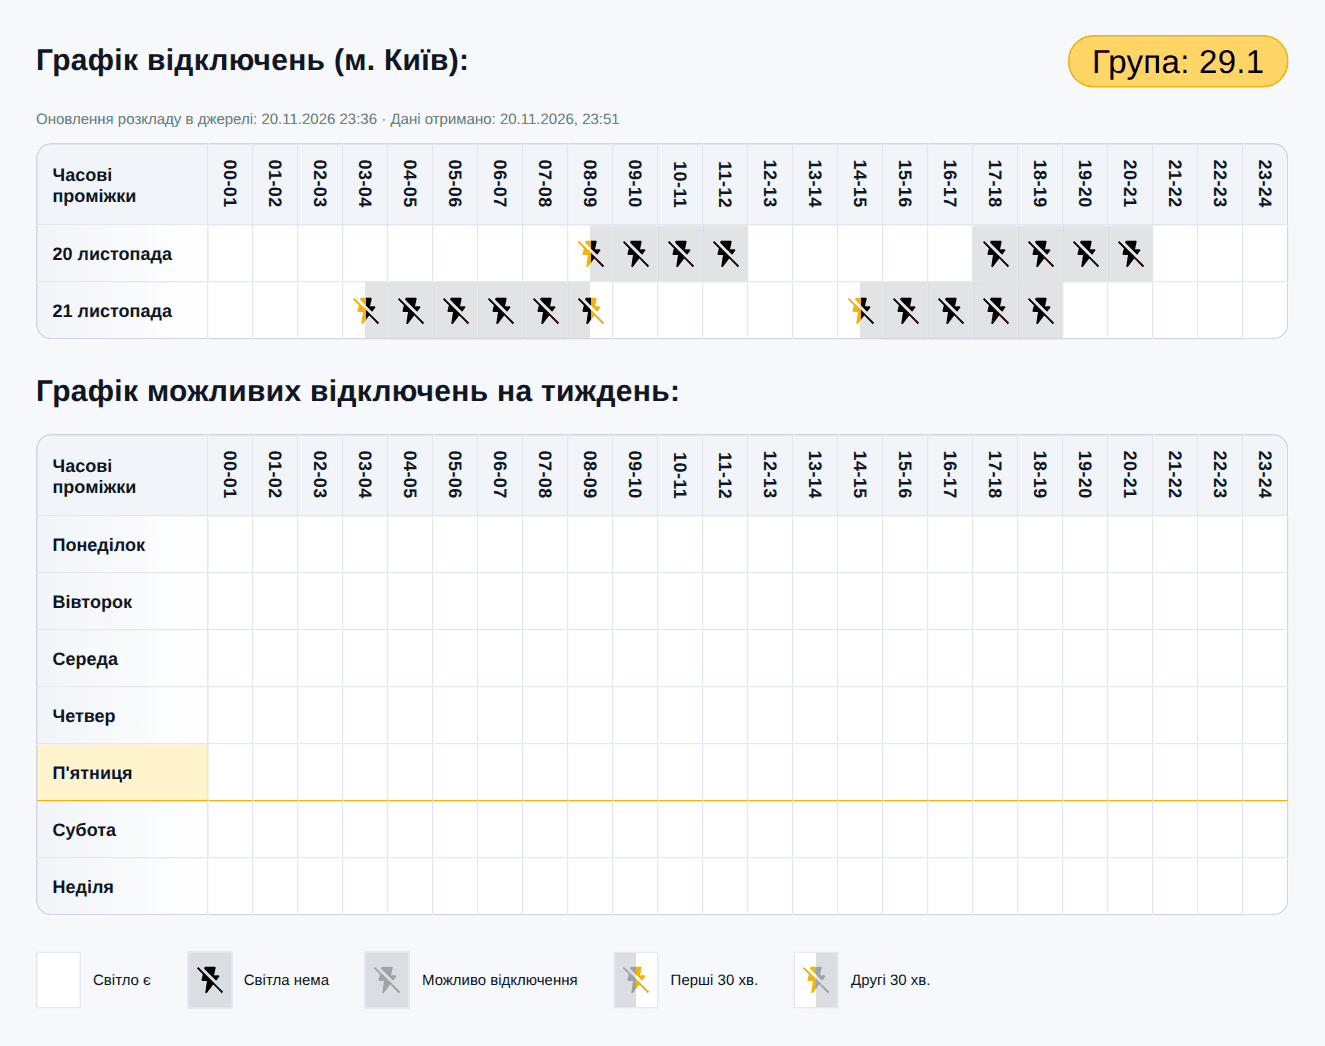 Графік відключень (м. Київ):
Група: 29.1
Оновлення розкладу в джерелі: 20.11.2026 23:36 · Дані отримано: 20.11.2026, 23:51
Часові проміжки 00-01 01-02 02-03 03-04 04-05 05-06 06-07 07-08 08-09 09-10 10-11 11-12 12-13 13-14 14-15 15-16 16-17 17-18 18-19 19-20 20-21 21-22 22-23 23-24
20 листопада
21 листопада
Графік можливих відключень на тиждень:
Часові проміжки 00-01 01-02 02-03 03-04 04-05 05-06 06-07 07-08 08-09 09-10 10-11 11-12 12-13 13-14 14-15 15-16 16-17 17-18 18-19 19-20 20-21 21-22 22-23 23-24
Понеділок
Вівторок
Середа
Четвер
П'ятниця
Субота
Неділя
Світло є Світла нема Можливо відключення Перші 30 хв. Другі 30 хв.